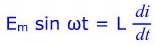 Eₘ sin ωt = L di/dt